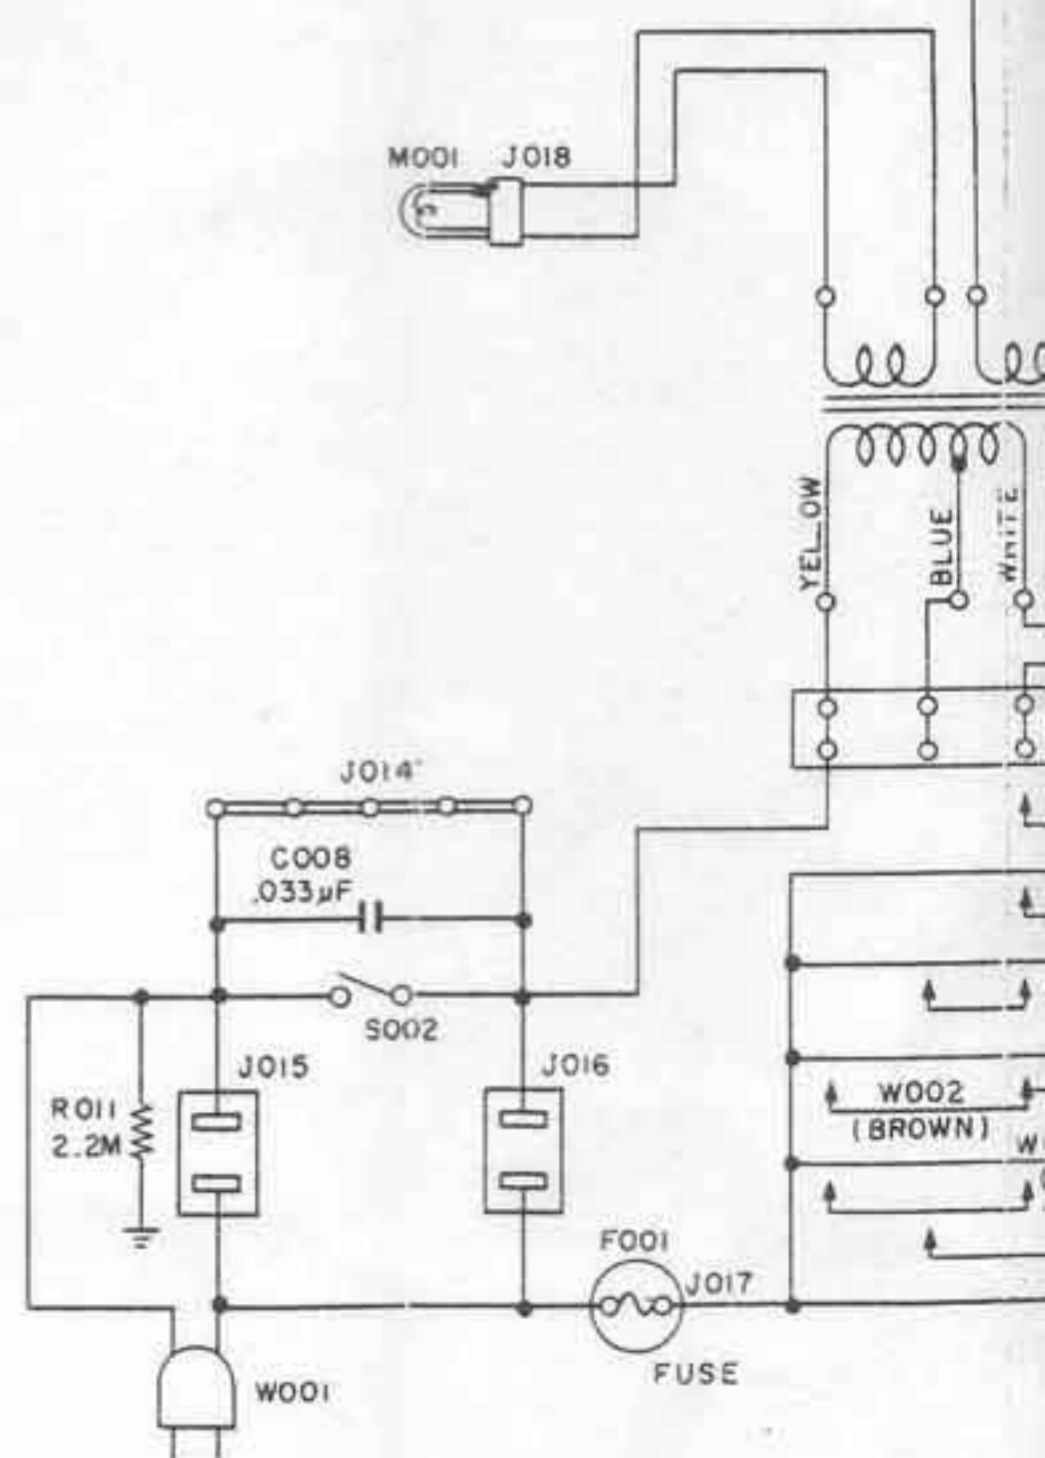 M001 J018
YELLOW
BLUE
WHITE
J014
C008
.033µF
S002
J015
J016
R011
2.2M
W002
(BROWN)
F001
J017
FUSE
W001